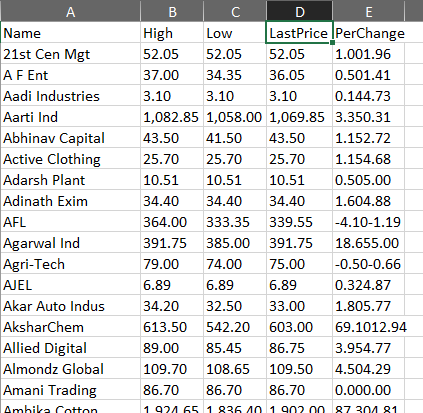 A B C D E
Name High Low LastPrice PerChange
21st Cen Mgt 52.05 52.05 52.05 1.001.96
A F Ent 37.00 34.35 36.05 0.501.41
Aadi Industries 3.10 3.10 3.10 0.144.73
Aarti Ind 1,082.85 1,058.00 1,069.85 3.350.31
Abhinav Capital 43.50 41.50 43.50 1.152.72
Active Clothing 25.70 25.70 25.70 1.154.68
Adarsh Plant 10.51 10.51 10.51 0.505.00
Adinath Exim 34.40 34.40 34.40 1.604.88
AFL 364.00 333.35 339.55 -4.10-1.19
Agarwal Ind 391.75 385.00 391.75 18.655.00
Agri-Tech 79.00 74.00 75.00 -0.50-0.66
AJEL 6.89 6.89 6.89 0.324.87
Akar Auto Indus 34.20 32.50 33.00 1.805.77
AksharChem 613.50 542.20 603.00 69.1012.94
Allied Digital 89.00 85.45 86.75 3.954.77
Almondz Global 109.70 108.65 109.50 4.504.29
Amani Trading 86.70 86.70 86.70 0.000.00
Ambika Cotton 1,924.65 1,836.40 1,902.00 87.304.81